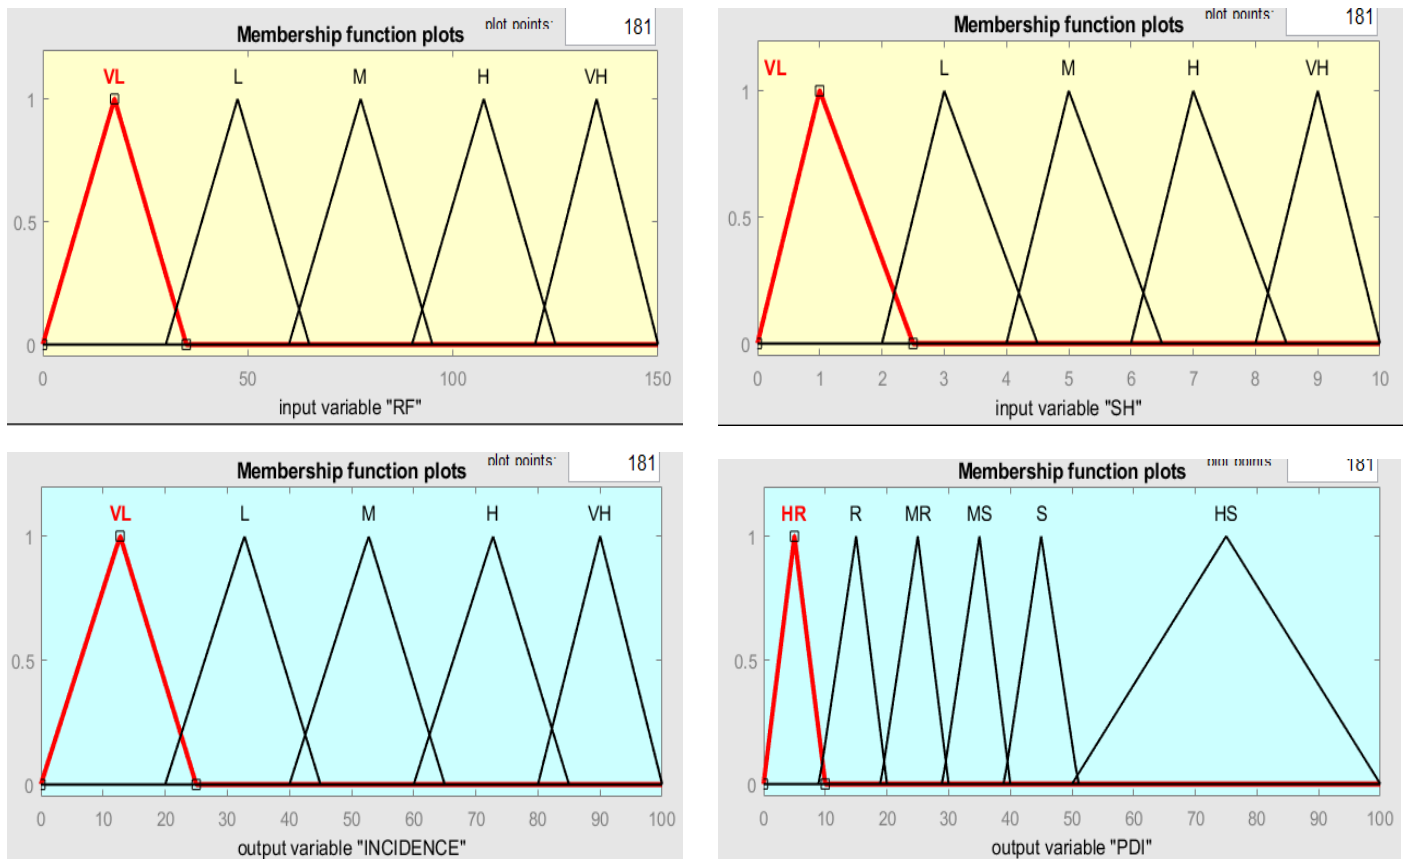 Membership function plots plot points: 181
VL L M H VH
1
0.5
0
0 50 100 150
input variable "RF"
Membership function plots plot points: 181
VL L M H VH
1
0.5
0
0 1 2 3 4 5 6 7 8 9 10
input variable "SH"
Membership function plots plot points: 181
VL L M H VH
1
0.5
0
0 10 20 30 40 50 60 70 80 90 100
output variable "INCIDENCE"
Membership function plots plot points 181
HR R MR MS S HS
1
0.5
0
0 10 20 30 40 50 60 70 80 90 100
output variable "PDI"